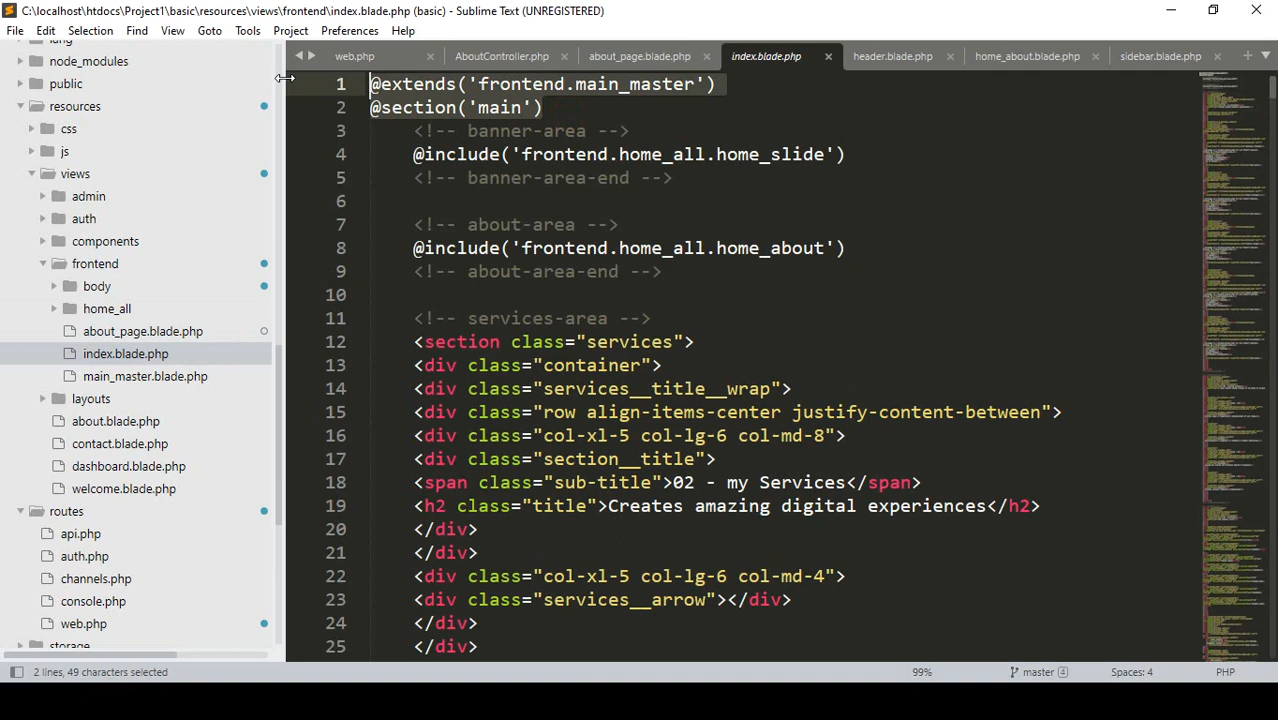 C:\localhost\htdocs\Project1\basic\resources\views\frontend\index.blade.php (basic) - Sublime Text (UNREGISTERED)
File Edit Selection Find View Goto Tools Project Preferences Help
lang
node_modules
public
resources
css
js
views
admin
auth
components
frontend
body
home_all
about_page.blade.php
index.blade.php
main_master.blade.php
layouts
about.blade.php
contact.blade.php
dashboard.blade.php
welcome.blade.php
routes
api.php
auth.php
channels.php
console.php
web.php
storage
web.php AboutController.php about_page.blade.php index.blade.php header.blade.php home_about.blade.php sidebar.blade.php
1 @extends('frontend.main_master')
2 @section('main')
3 <!-- banner-area -->
4 @include('frontend.home_all.home_slide')
5 <!-- banner-area-end -->
6
7 <!-- about-area -->
8 @include('frontend.home_all.home_about')
9 <!-- about-area-end -->
10
11 <!-- services-area -->
12 <section class="services">
13 <div class="container">
14 <div class="services__title__wrap">
15 <div class="row align-items-center justify-content-between">
16 <div class="col-xl-5 col-lg-6 col-md-8">
17 <div class="section__title">
18 <span class="sub-title">02 - my Services</span>
19 <h2 class="title">Creates amazing digital experiences</h2>
20 </div>
21 </div>
22 <div class="col-xl-5 col-lg-6 col-md-4">
23 <div class="services__arrow"></div>
24 </div>
25 </div>
2 lines, 49 characters selected 99% master 4 Spaces: 4 PHP